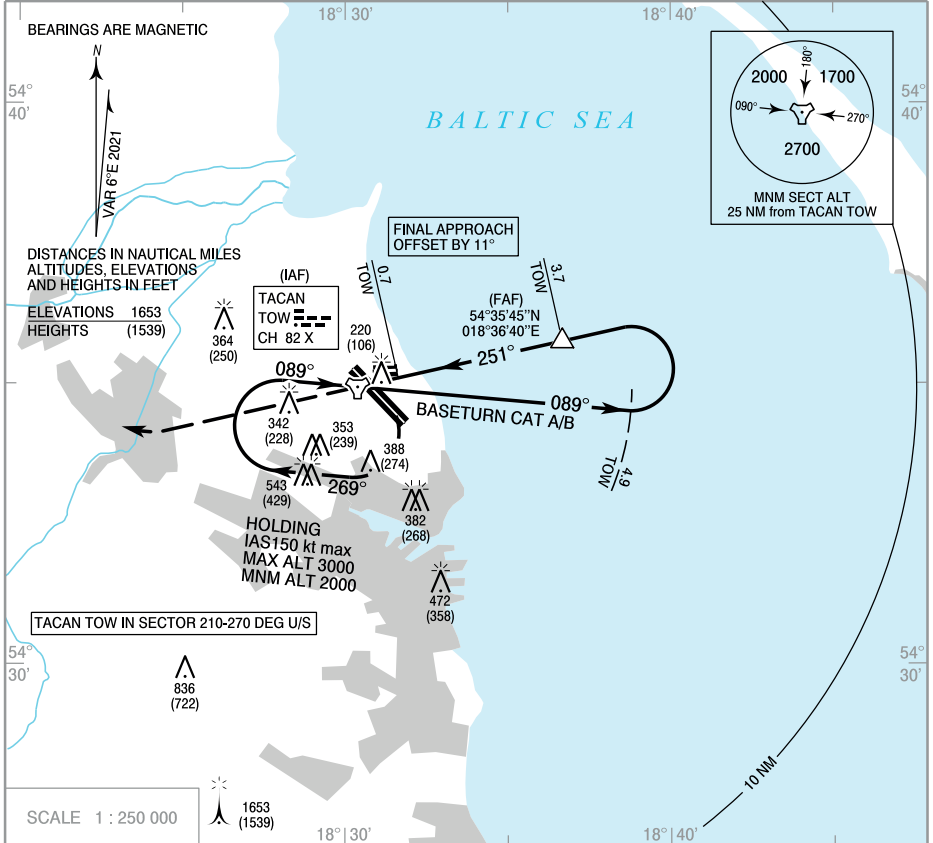 18° 30'
18° 40'
BEARINGS ARE MAGNETIC
54°
40'
54°
40'
N
VAR 6°E 2021
BALTIC SEA
180°
2000
1700
090°
270°
2700
MNM SECT ALT
25 NM from TACAN TOW
DISTANCES IN NAUTICAL MILES
ALTITUDES, ELEVATIONS
AND HEIGHTS IN FEET
ELEVATIONS 1653
HEIGHTS (1539)
FINAL APPROACH
OFFSET BY 11°
0.7
TOW
3.7
TOW
(IAF)
TACAN
TOW
CH 82 X
(FAF)
54°35'45''N
018°36'40''E
364
(250)
220
(106)
251°
089°
089°
BASETURN CAT A/B
342
(228)
353
(239)
388
(274)
4.9
TOW
543
(429)
269°
382
(268)
HOLDING
IAS150 kt max
MAX ALT 3000
MNM ALT 2000
472
(358)
TACAN TOW IN SECTOR 210-270 DEG U/S
54°
30'
54°
30'
836
(722)
10 NM
1653
(1539)
SCALE 1 : 250 000
18° 30'
18° 40'